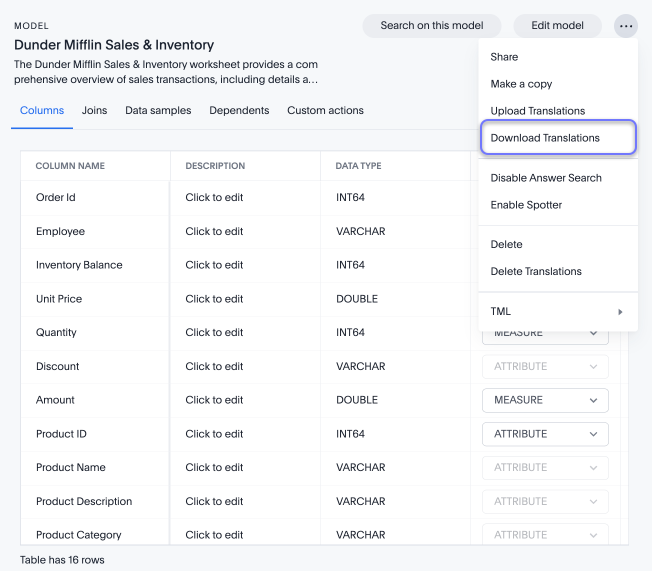 MODEL
Search on this model
Edit model
Dunder Mifflin Sales & Inventory
The Dunder Mifflin Sales & Inventory worksheet provides a com
prehensive overview of sales transactions, including details a...
Share
Make a copy
Upload Translations
Download Translations
Disable Answer Search
Enable Spotter
Delete
Delete Translations
TML
Columns Joins Data samples Dependents Custom actions
COLUMN NAME DESCRIPTION DATA TYPE
Order Id Click to edit INT64
Employee Click to edit VARCHAR
Inventory Balance Click to edit INT64
Unit Price Click to edit DOUBLE
Quantity Click to edit INT64 MEASURE
Discount Click to edit VARCHAR ATTRIBUTE
Amount Click to edit DOUBLE MEASURE
Product ID Click to edit INT64 ATTRIBUTE
Product Name Click to edit VARCHAR ATTRIBUTE
Product Description Click to edit VARCHAR ATTRIBUTE
Product Category Click to edit VARCHAR ATTRIBUTE
Table has 16 rows